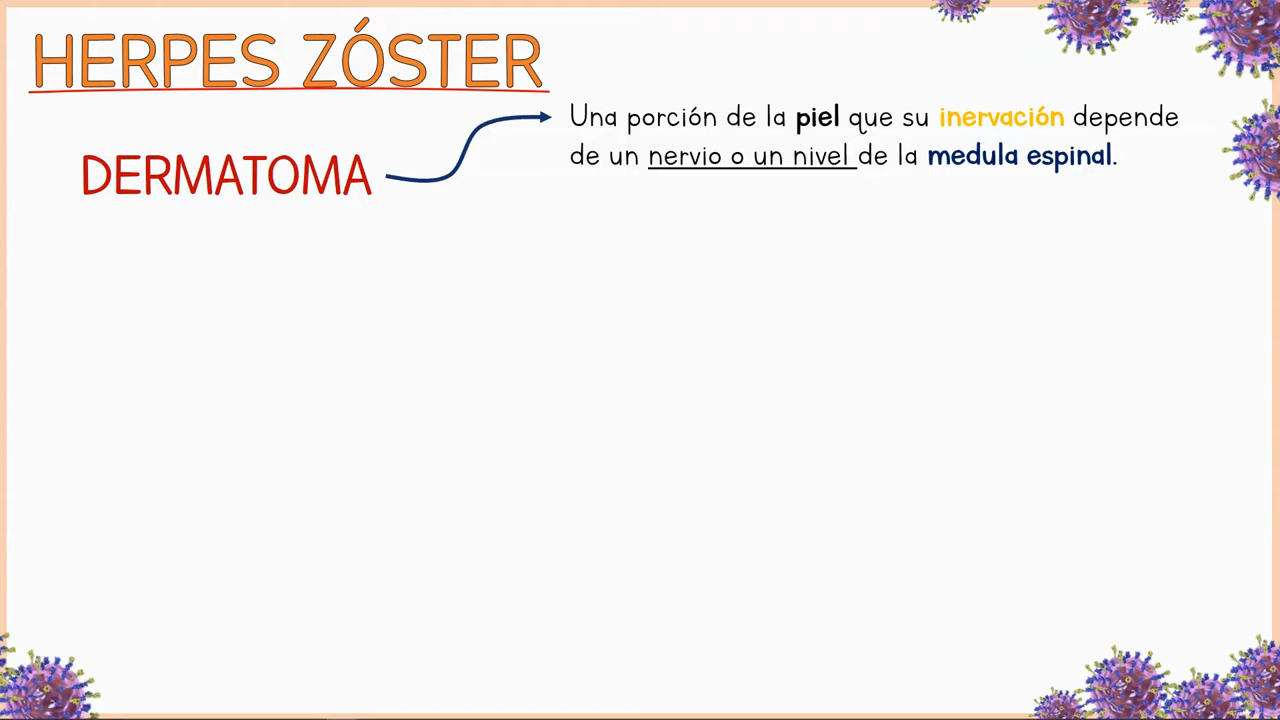 HERPES ZÓSTER
DERMATOMA
Una porción de la piel que su inervación depende
de un nervio o un nivel de la medula espinal.